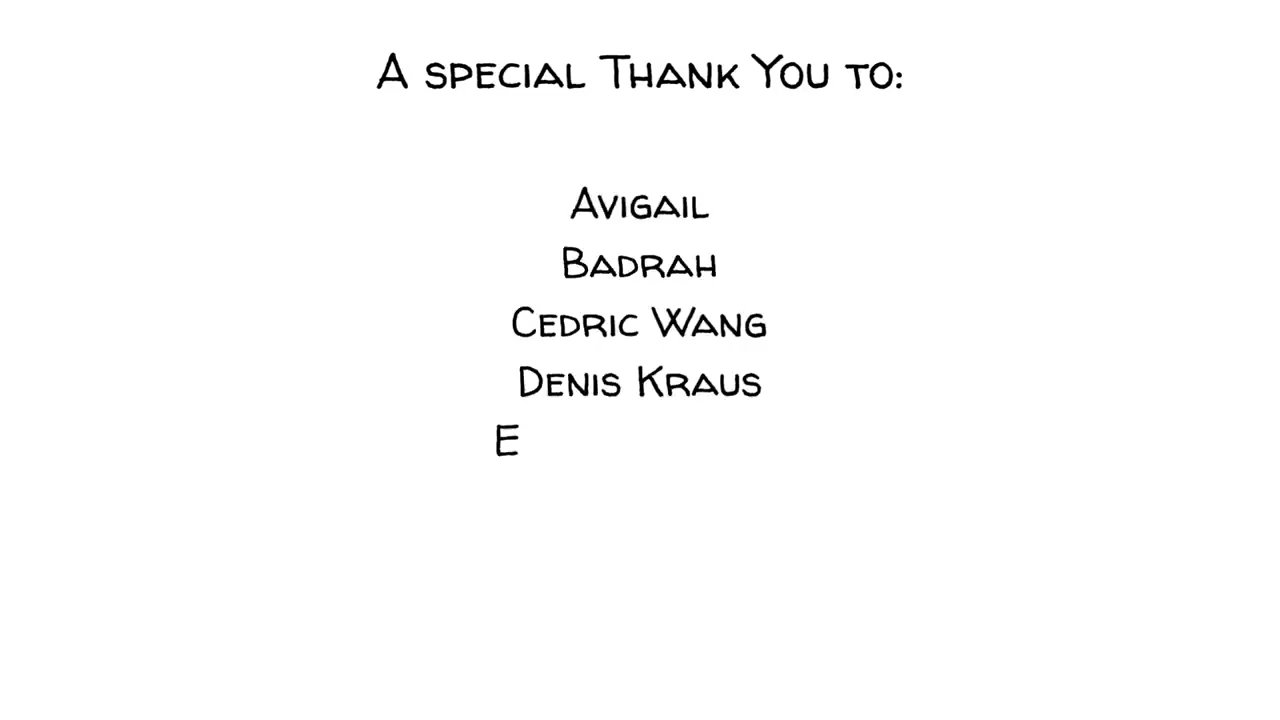 A special Thank You to:
Avigail
Badrah
Cedric Wang
Denis Kraus
E